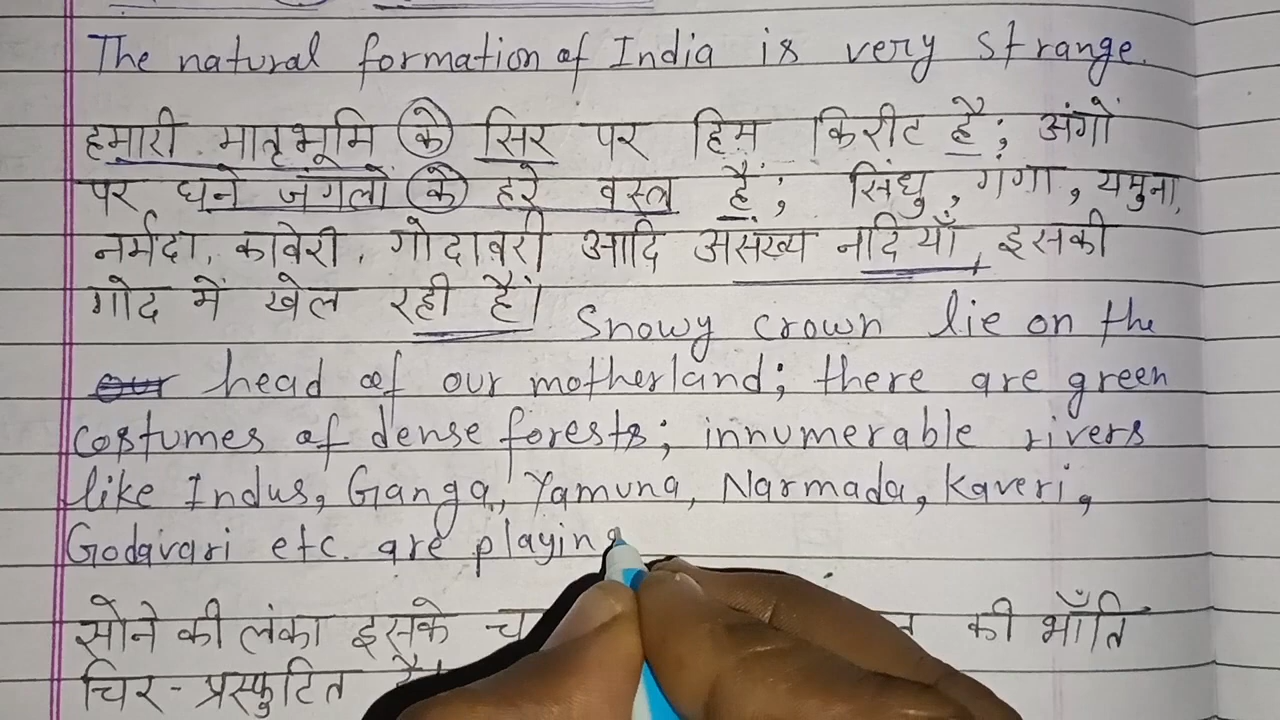 The natural formation of India is very strange.
हमारी मातृभूमि के सिर पर हिम किरीट है; अंगों
पर घने जंगलों के हरे वस्त्र हैं; सिंधु, गंगा, यमुना,
नर्मदा, कावेरी, गोदावरी आदि असंख्य नदियाँ, इसकी
गोद में खेल रही हैं। Snowy crown lie on the
our head of our motherland; there are green
costumes of dense forests; innumerable rivers
like Indus, Ganga, Yamuna, Narmada, Kaveri,
Godavari etc. are playing
सोने की लंका इसके की भाँति
चिर-प्रस्फुटित है।